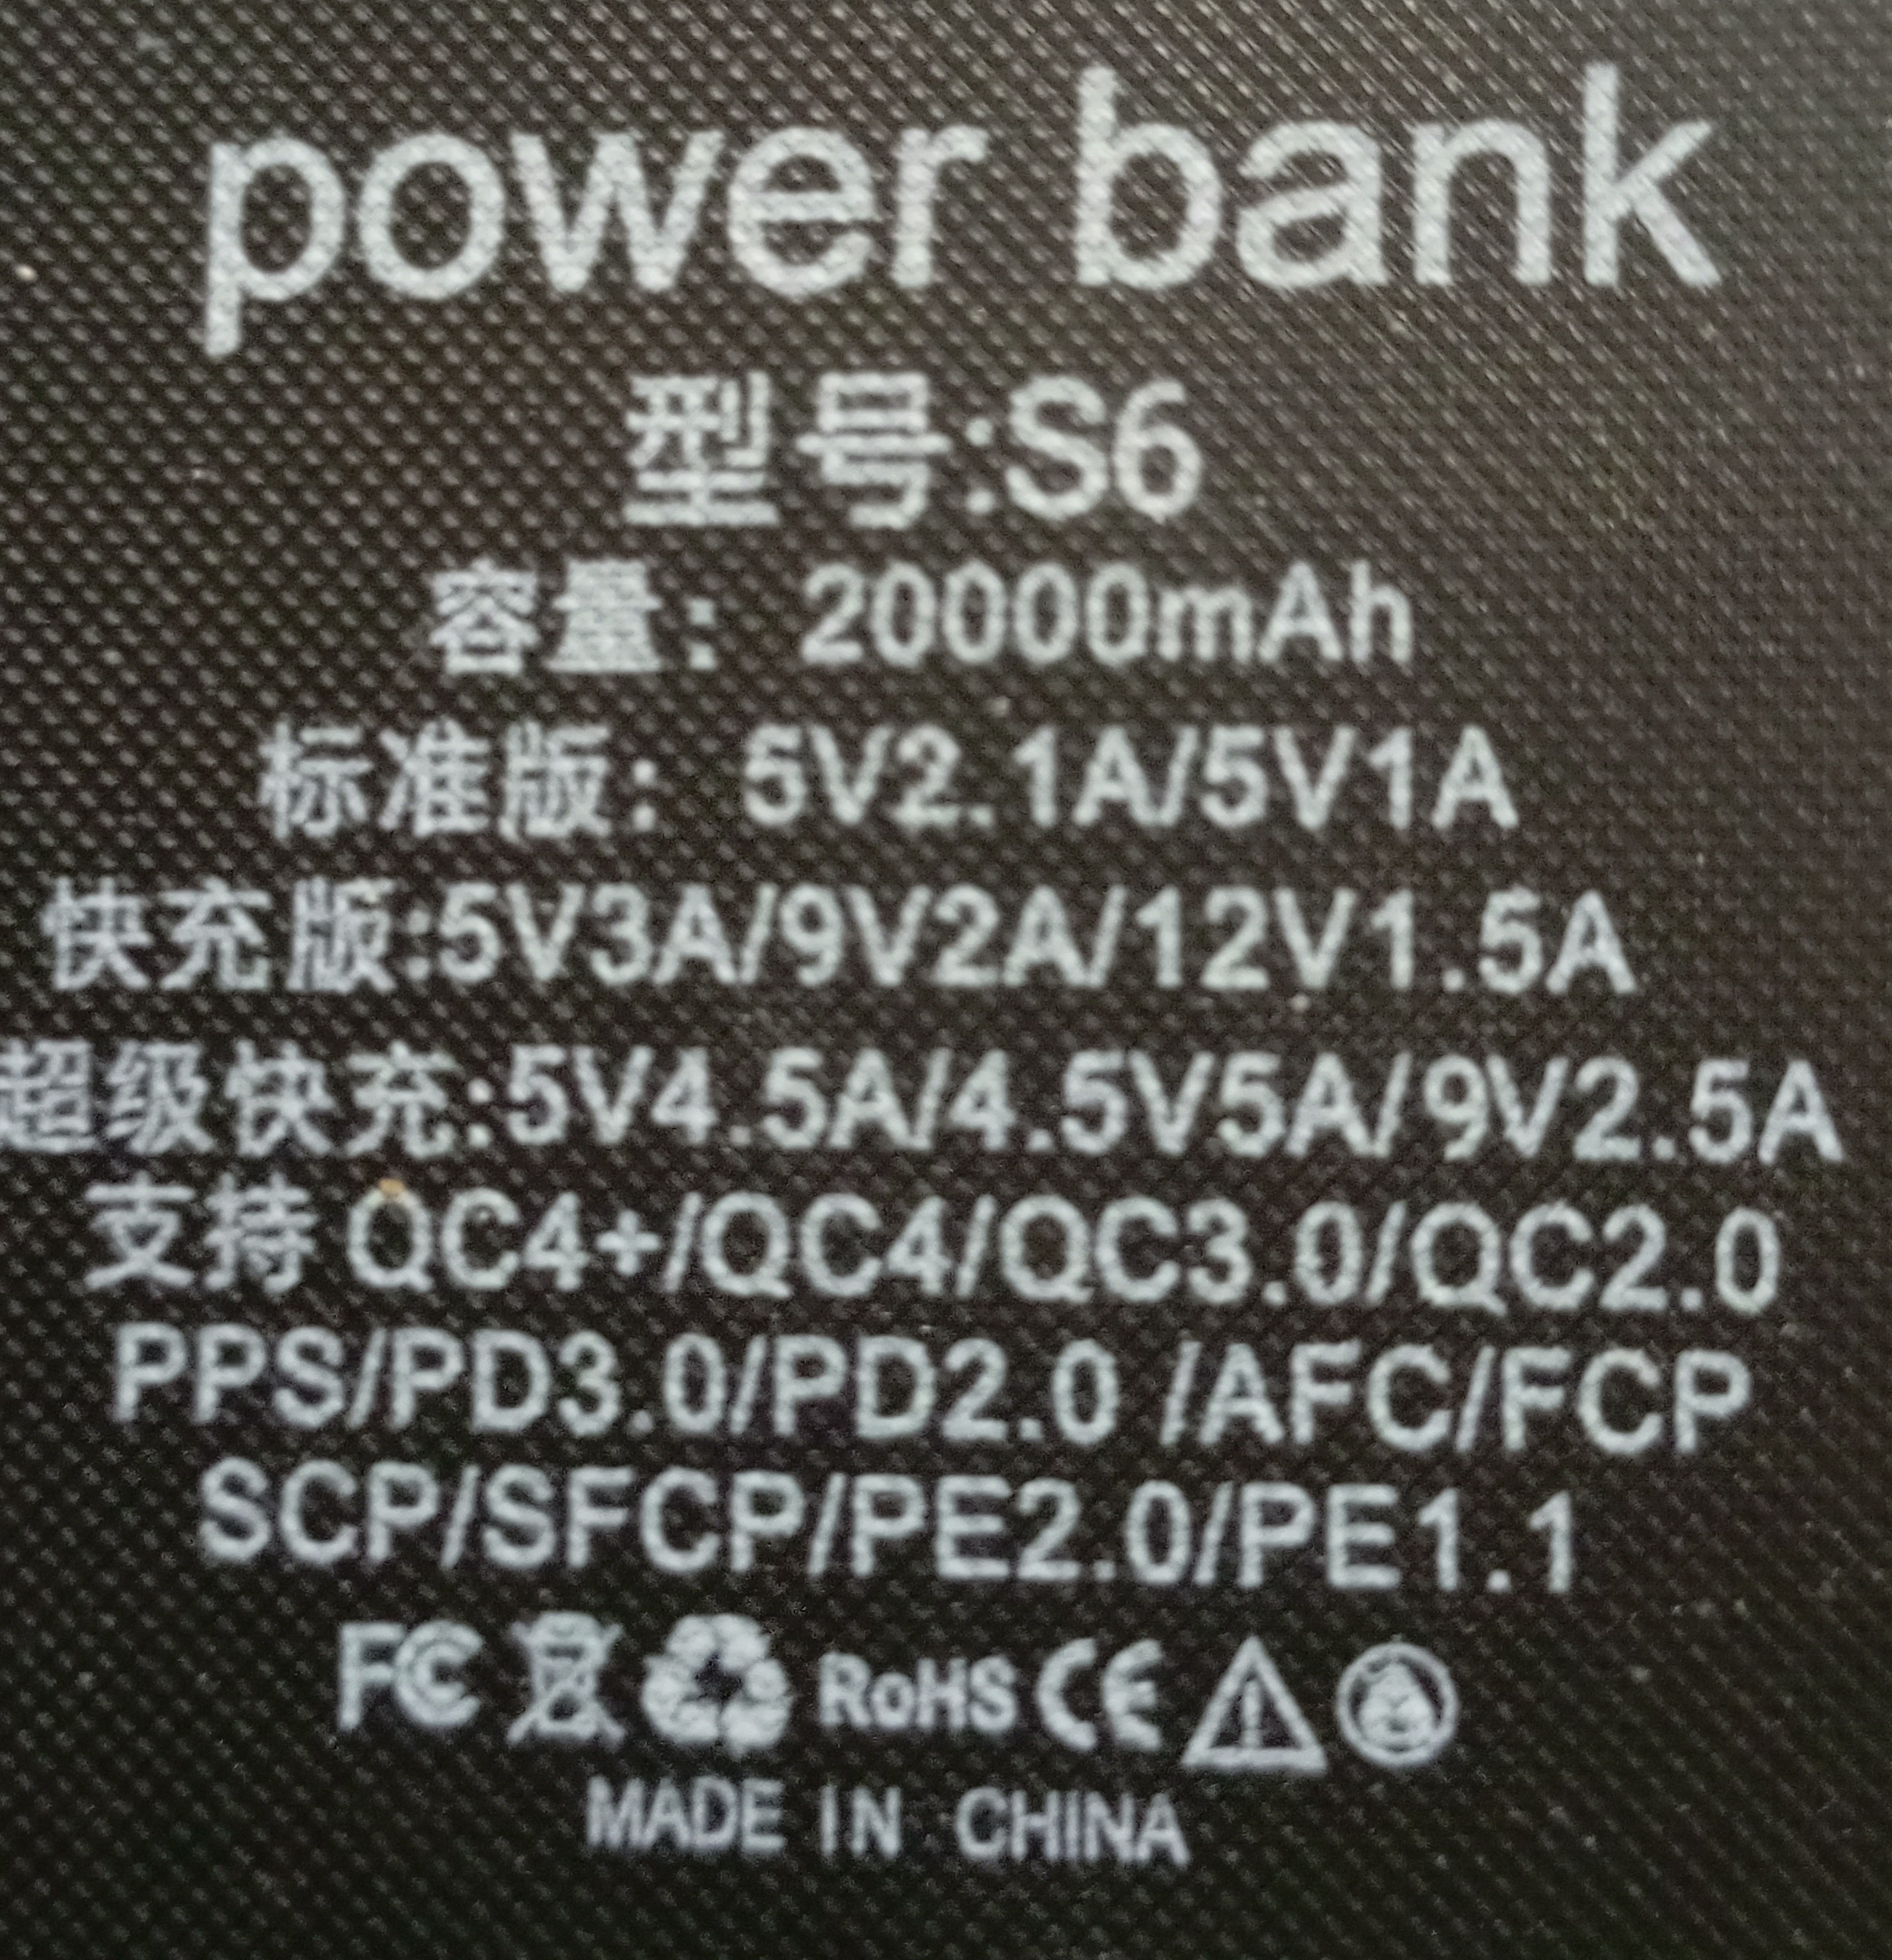 power bank
型号:S6
容量: 20000mAh
标准版: 5V2.1A/5V1A
快充版:5V3A/9V2A/12V1.5A
超级快充:5V4.5A/4.5V5A/9V2.5A
支持 QC4+/QC4/QC3.0/QC2.0
PPS/PD3.0/PD2.0 /AFC/FCP
SCP/SFCP/PE2.0/PE1.1
FC RoHS CE
MADE IN CHINA